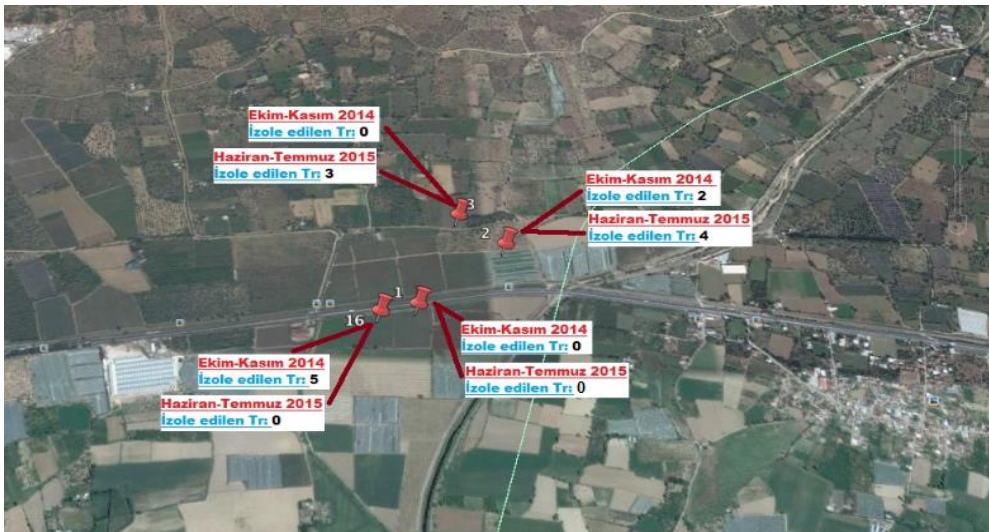 Ekim-Kasım 2014
İzole edilen Tr: 0
Haziran-Temmuz 2015
İzole edilen Tr: 3
3
Ekim-Kasım 2014
İzole edilen Tr: 2
2
Haziran-Temmuz 2015
İzole edilen Tr: 4
1
16
Ekim-Kasım 2014
İzole edilen Tr: 0
Ekim-Kasım 2014
İzole edilen Tr: 5
Haziran-Temmuz 2015
İzole edilen Tr: 0
Haziran-Temmuz 2015
İzole edilen Tr: 0